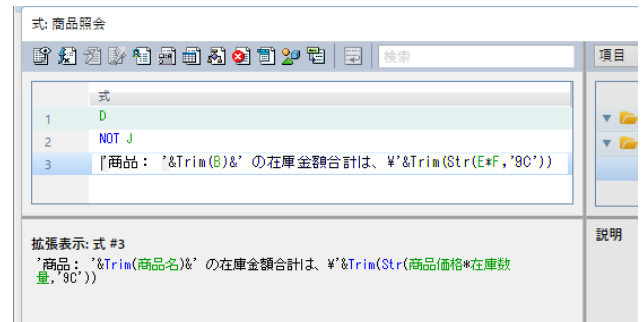 式: 商品照会
検索
項目
式
1 D
2 NOT J
3 '商品： '&Trim(B)&' の在庫金額合計は、¥'&Trim(Str(E*F,'9C'))
拡張表示: 式 #3
'商品： '&Trim(商品名)&' の在庫金額合計は、¥'&Trim(Str(商品価格*在庫数
量,'9C'))
説明